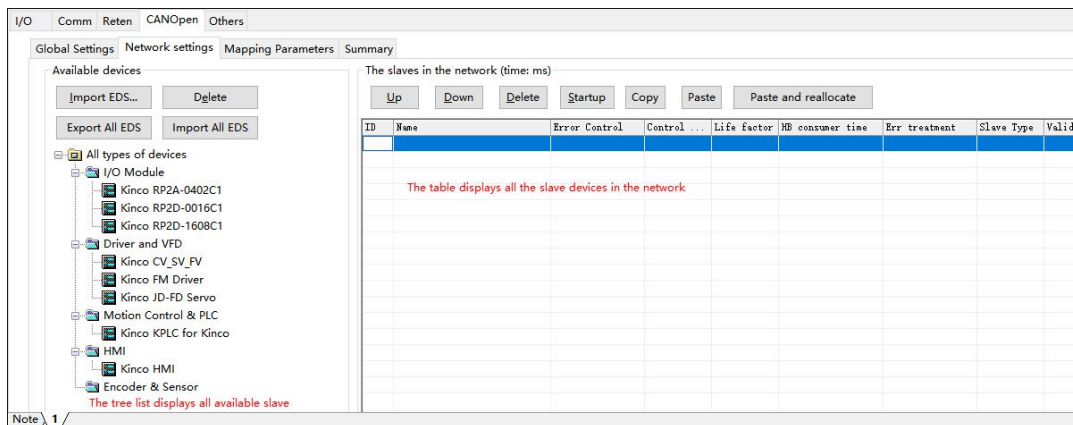 I/O Comm Reten CANOpen Others
Global Settings Network settings Mapping Parameters Summary
Available devices
Import EDS... Delete
Export All EDS Import All EDS
All types of devices
I/O Module
Kinco RP2A-0402C1
Kinco RP2D-0016C1
Kinco RP2D-1608C1
Driver and VFD
Kinco CV_SV_FV
Kinco FM Driver
Kinco JD-FD Servo
Motion Control & PLC
Kinco KPLC for Kinco
HMI
Kinco HMI
Encoder & Sensor
The tree list displays all available slave
The slaves in the network (time: ms)
Up Down Delete Startup Copy Paste Paste and reallocate
ID Name Error Control Control ... Life factor HB consumer time Err treatment Slave Type Valid
The table displays all the slave devices in the network
Note 1